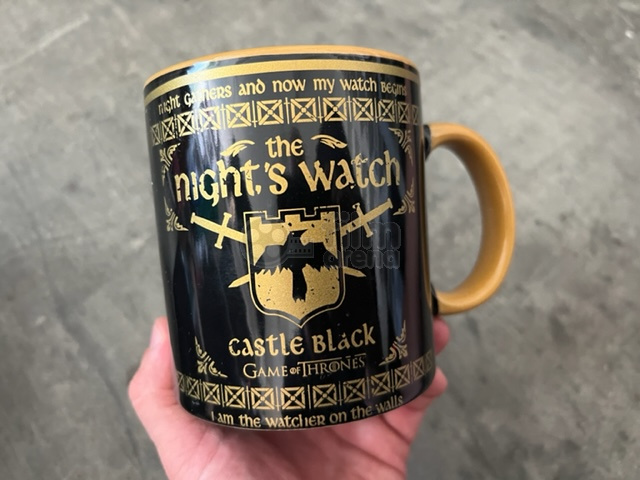 night gathers and now my watch begins
the
night's watch
Castle Black
GAME OF THRONES
I am the watcher on the walls